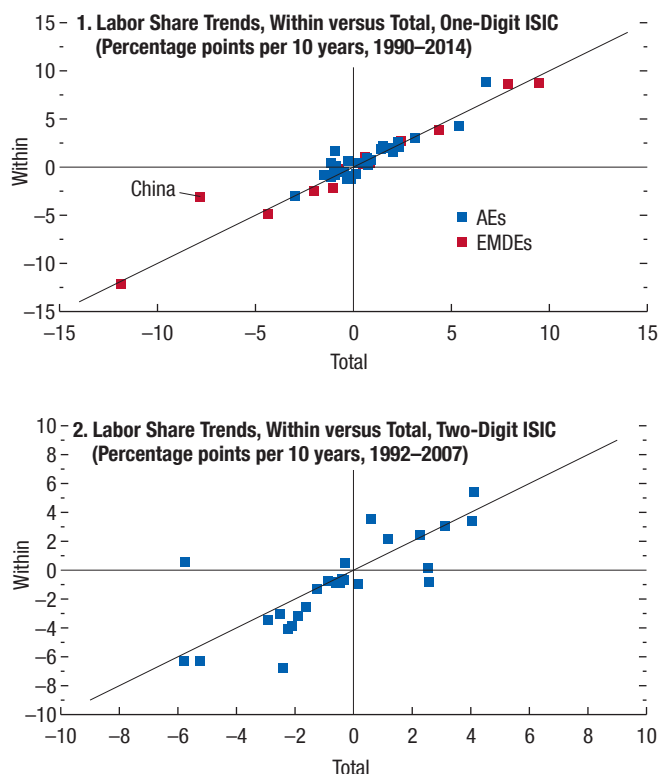 1. Labor Share Trends, Within versus Total, One-Digit ISIC
(Percentage points per 10 years, 1990–2014)
15
10
5
0
–5
–10
–15
Within
China
AEs
EMDEs
–15 –10 –5 0 5 10 15
Total
2. Labor Share Trends, Within versus Total, Two-Digit ISIC
(Percentage points per 10 years, 1992–2007)
10
8
6
4
2
0
–2
–4
–6
–8
–10
Within
–10 –8 –6 –4 –2 0 2 4 6 8 10
Total